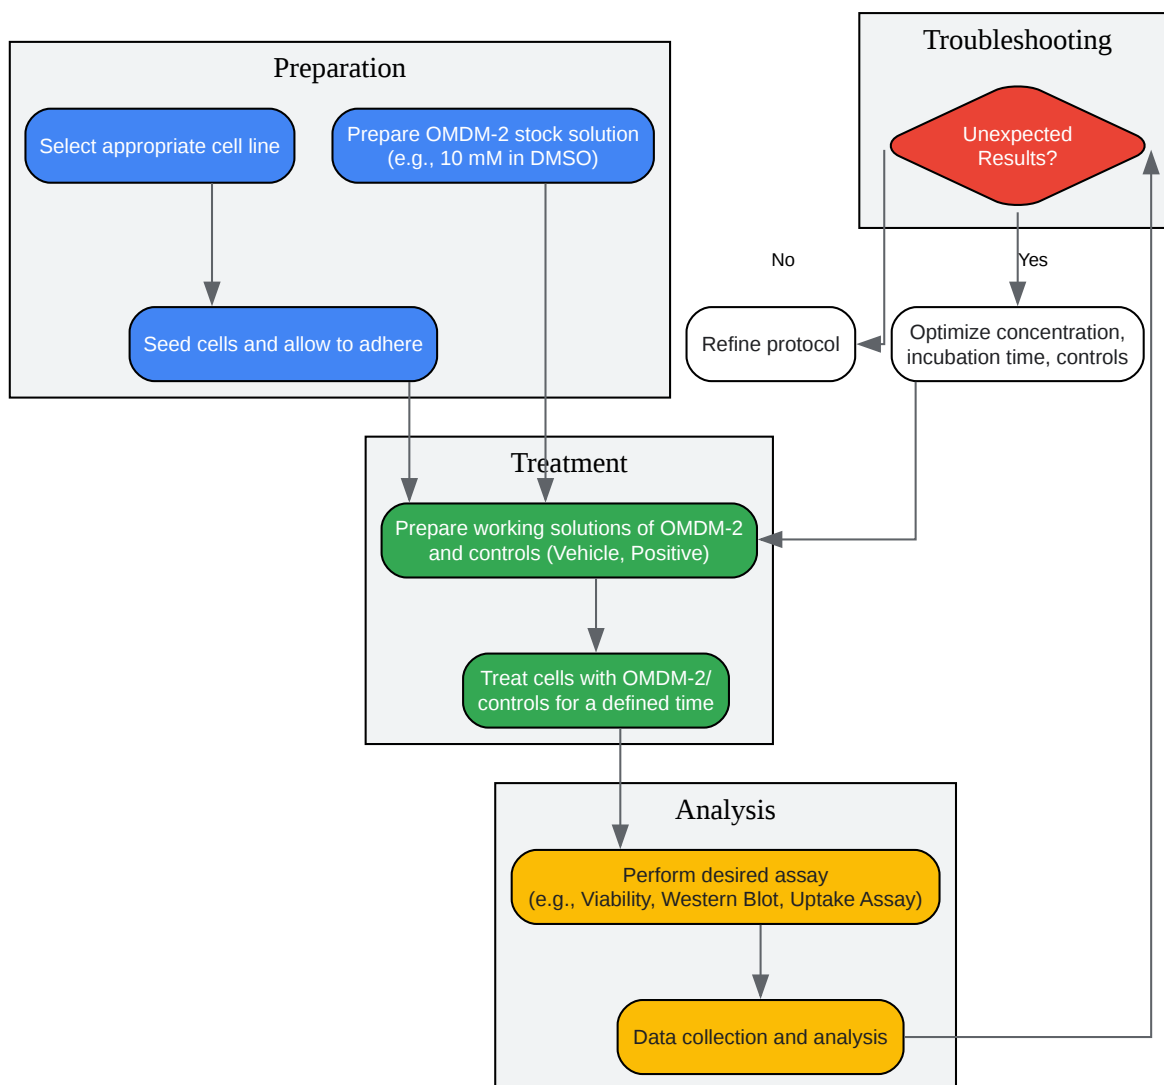 Preparation
Select appropriate cell line
Prepare OMDM-2 stock solution
(e.g., 10 mM in DMSO)
Seed cells and allow to adhere
Troubleshooting
Unexpected
Results?
No
Yes
Refine protocol
Optimize concentration,
incubation time, controls
Treatment
Prepare working solutions of OMDM-2
and controls (Vehicle, Positive)
Treat cells with OMDM-2/
controls for a defined time
Analysis
Perform desired assay
(e.g., Viability, Western Blot, Uptake Assay)
Data collection and analysis